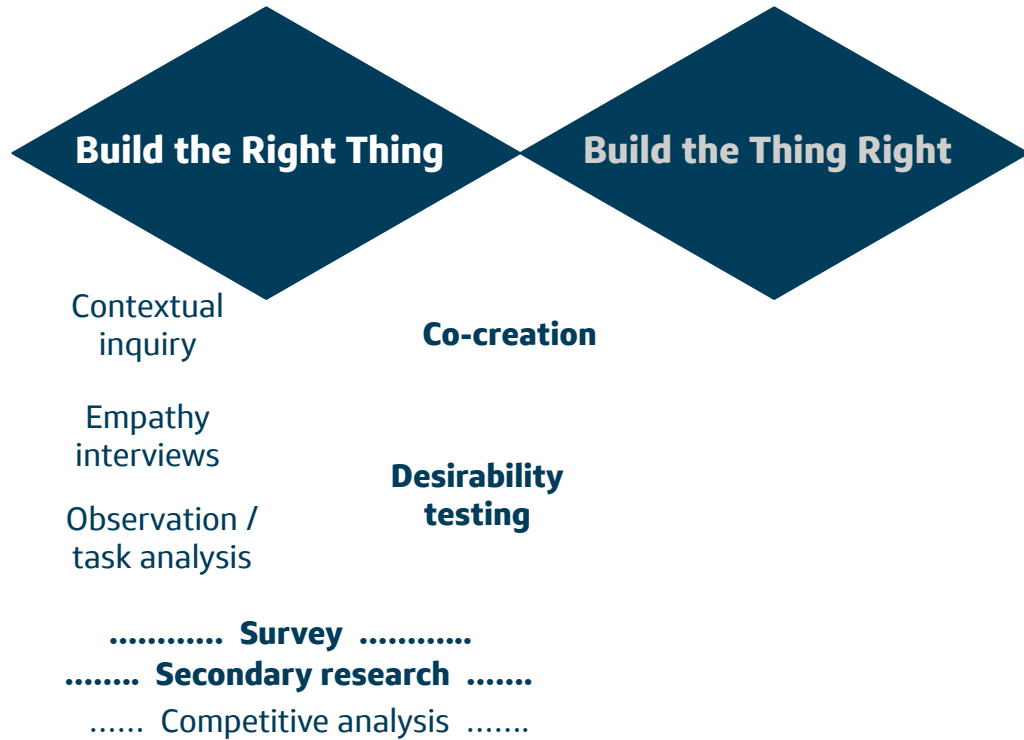 Build the Right Thing
Build the Thing Right
Contextual
inquiry
Co-creation
Empathy
interviews
Desirability
testing
Observation /
task analysis
............ Survey ............
........ Secondary research .......
...... Competitive analysis .......